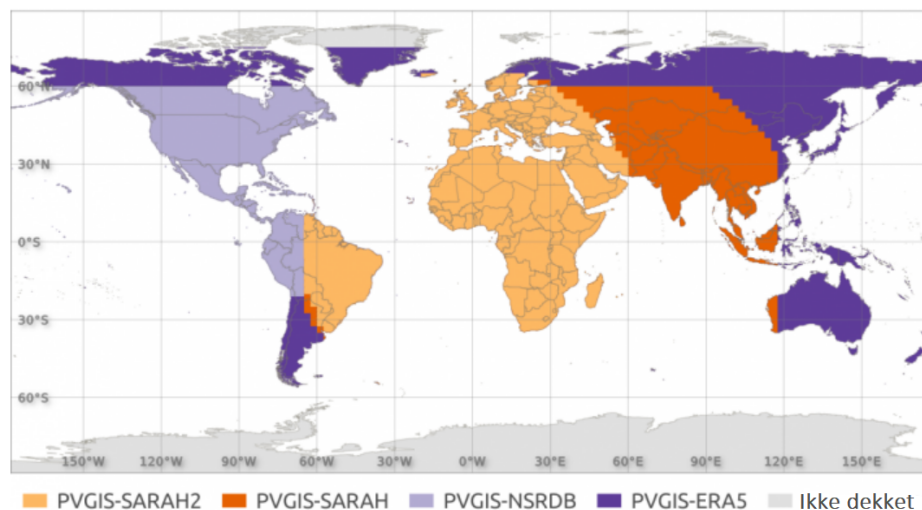 60°N
30°N
0°S
30°S
60°S
150°W 120°W 90°W 60°W 30°W 0°W 30°E 60°E 90°E 120°E 150°E
PVGIS-SARAH2 PVGIS-SARAH PVGIS-NSRDB PVGIS-ERA5 Ikke dekket